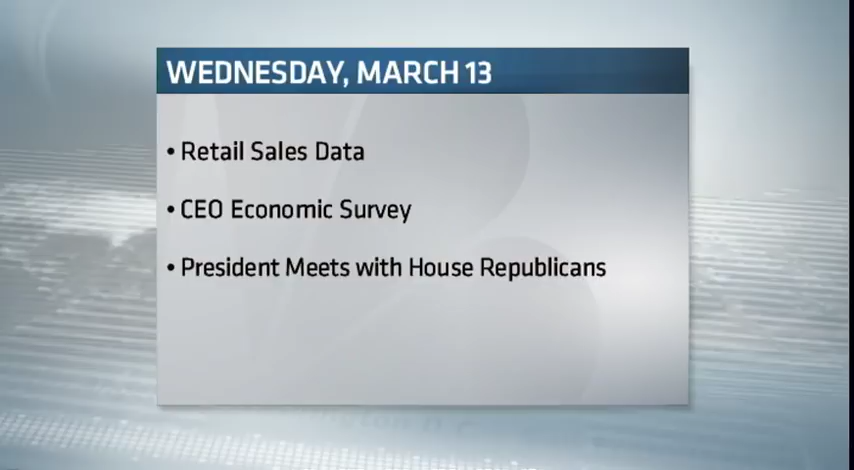 WEDNESDAY, MARCH 13
• Retail Sales Data
• CEO Economic Survey
• President Meets with House Republicans